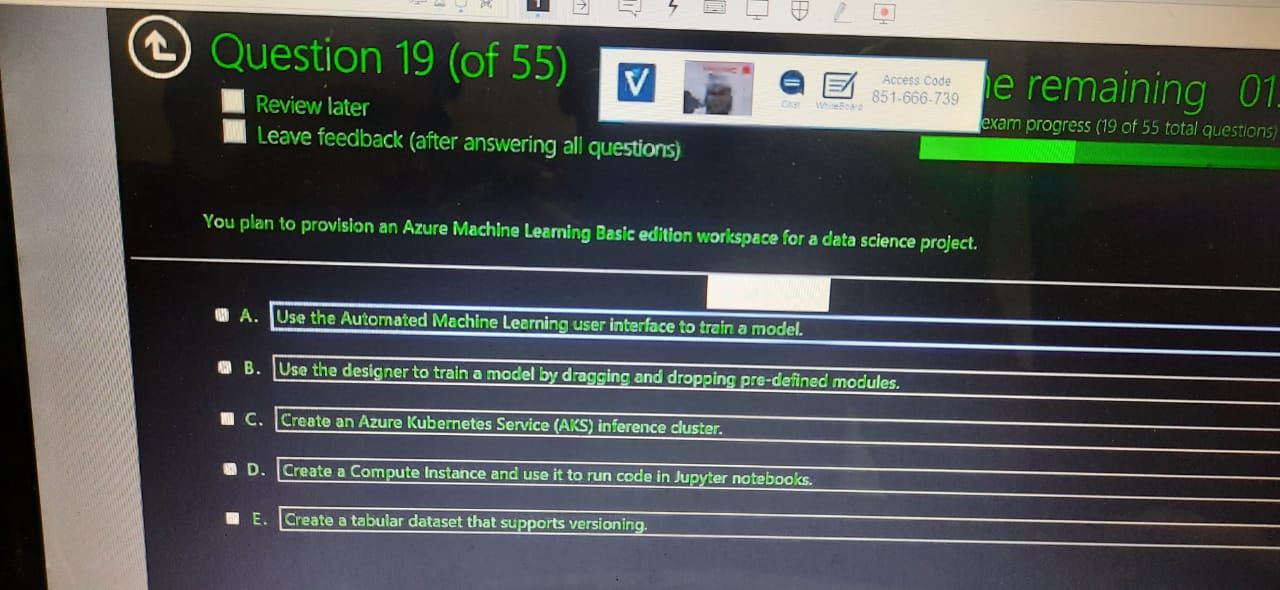 Question 19 (of 55)
Review later
Leave feedback (after answering all questions)
V
Chat
WhiteBoard
Access Code
851-666-739
remaining 01
exam progress (19 of 55 total questions)
You plan to provision an Azure Machine Learning Basic edition workspace for a data science project.
A. Use the Automated Machine Learning user interface to train a model.
B. Use the designer to train a model by dragging and dropping pre-defined modules.
C. Create an Azure Kubernetes Service (AKS) inference cluster.
D. Create a Compute Instance and use it to run code in Jupyter notebooks.
E. Create a tabular dataset that supports versioning.